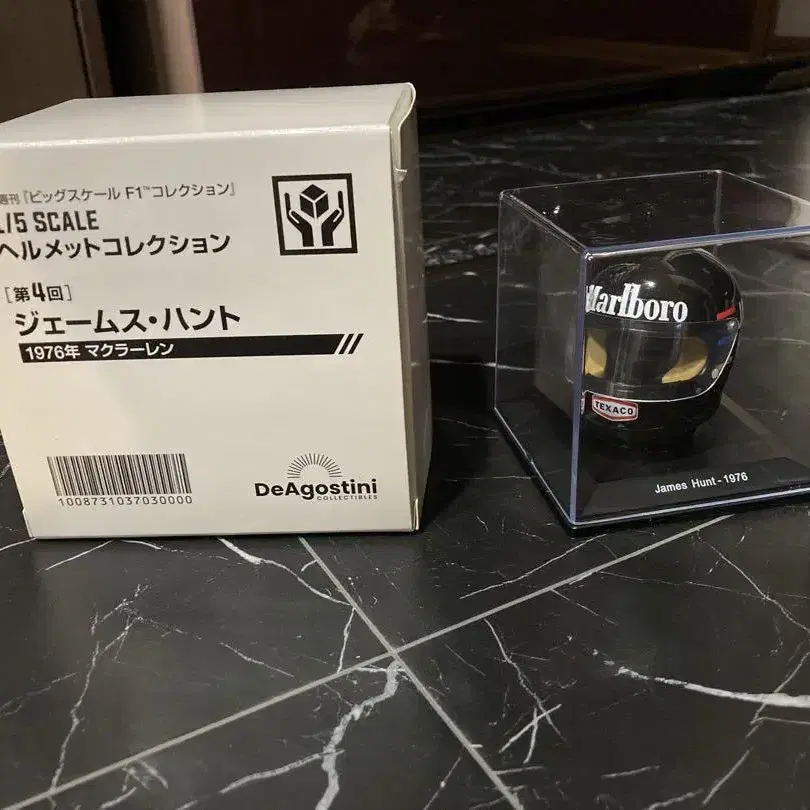 週刊『ビッグスケール F1™コレクション』
1/5 SCALE
ヘルメットコレクション
［第4回］
ジェームス・ハント
1976年 マクラーレン
1008731037030000
DeAgostini
COLLECTIBLES
Marlboro
TEXACO
James Hunt - 1976